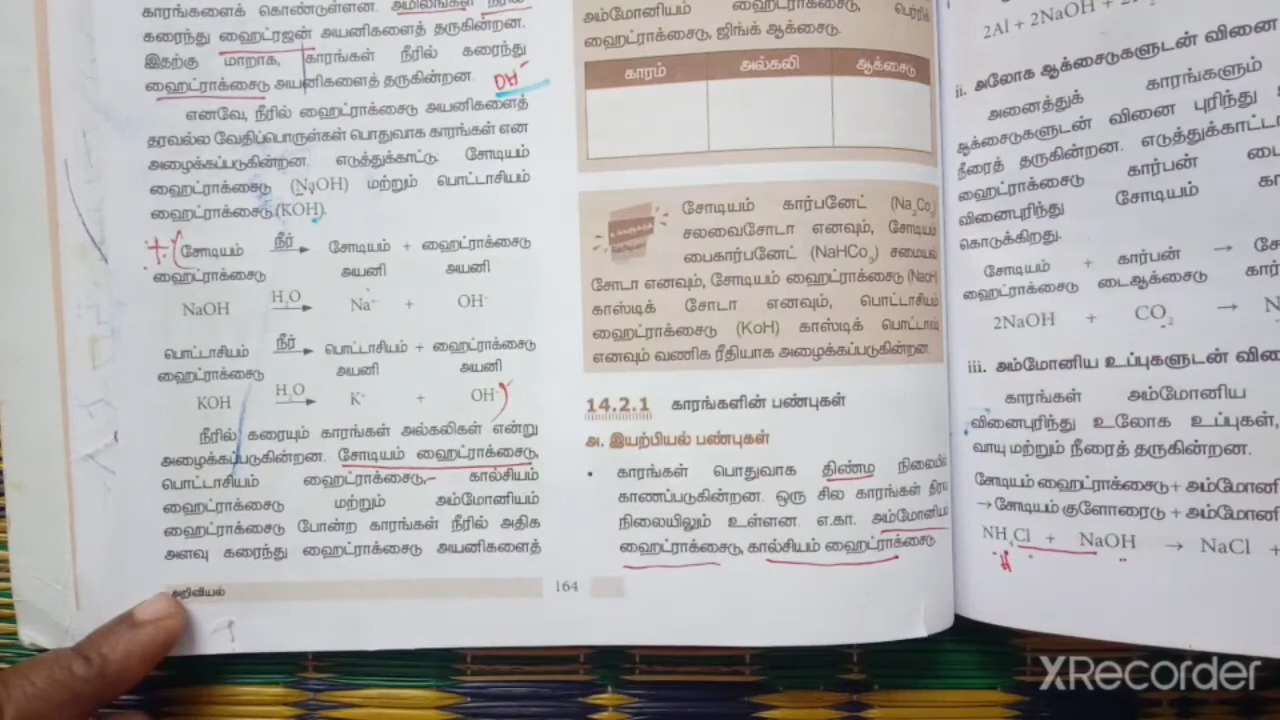 காரங்களைக் கொண்டுள்ளன. அமிலங்கள் நீரில்
கரைந்து ஹைட்ரஜன் அயனிகளைத் தருகின்றன.
இதற்கு மாறாக, காரங்கள் நீரில் கரைந்து
ஹைட்ராக்சைடு அயனிகளைத் தருகின்றன.
OH⁻
எனவே, நீரில் ஹைட்ராக்சைடு அயனிகளைத்
தரவல்ல வேதிப்பொருள்கள் பொதுவாக காரங்கள் என
அழைக்கப்படுகின்றன. எடுத்துக்காட்டு: சோடியம்
ஹைட்ராக்சைடு (NaOH) மற்றும் பொட்டாசியம்
ஹைட்ராக்சைடு (KOH).
சோடியம் நீர் → சோடியம் + ஹைட்ராக்சைடு
ஹைட்ராக்சைடு அயனி அயனி
NaOH H₂O → Na⁺ + OH⁻
பொட்டாசியம் நீர் → பொட்டாசியம் + ஹைட்ராக்சைடு
ஹைட்ராக்சைடு அயனி அயனி
KOH H₂O → K⁺ + OH⁻
நீரில் கரையும் காரங்கள் அல்கலிகள் என்று
அழைக்கப்படுகின்றன. சோடியம் ஹைட்ராக்சைடு,
பொட்டாசியம் ஹைட்ராக்சைடு, கால்சியம்
ஹைட்ராக்சைடு மற்றும் அம்மோனியம்
ஹைட்ராக்சைடு போன்ற காரங்கள் நீரில் அதிக
அளவு கரைந்து ஹைட்ராக்சைடு அயனிகளைத்
அறிவியல்
164
அம்மோனியம் ஹைட்ராக்சைடு, பெர்ரிக்
ஹைட்ராக்சைடு, ஜிங்க் ஆக்சைடு.
காரம் அல்கலி ஆக்சைடு
சோடியம் கார்பனேட் (Na₂Co₃)
சலவைசோடா எனவும், சோடியம்
பைகார்பனேட் (NaHCo₃) சமையல்
சோடா எனவும், சோடியம் ஹைட்ராக்சைடு (NaoH)
காஸ்டிக் சோடா எனவும், பொட்டாசியம்
ஹைட்ராக்சைடு (KoH) காஸ்டிக் பொட்டாஷ்
எனவும் வணிக ரீதியாக அழைக்கப்படுகின்றன.
14.2.1 காரங்களின் பண்புகள்
அ. இயற்பியல் பண்புகள்
• காரங்கள் பொதுவாக திண்ம நிலையில்
காணப்படுகின்றன. ஒரு சில காரங்கள் திரவ
நிலையிலும் உள்ளன. எ.கா. அம்மோனிய
ஹைட்ராக்சைடு, கால்சியம் ஹைட்ராக்சைடு
2Al + 2NaOH +
ii. அலோக ஆக்சைடுகளுடன் வினை
அனைத்துக் காரங்களும்
ஆக்சைடுகளுடன் வினை புரிந்து
நீரைத் தருகின்றன.
ஹைட்ராக்சைடு கார்பன்
வினைபுரிந்து சோடியம்
கொடுக்கிறது.
சோடியம் + கார்பன் →
ஹைட்ராக்சைடு டைஆக்சைடு
2NaOH + CO₂ →
iii. அம்மோனிய உப்புகளுடன்
காரங்கள் அம்மோனிய
வினைபுரிந்து உலோக உப்புகள்,
வாயு மற்றும் நீரைத் தருகின்றன.
சோடியம் ஹைட்ராக்சைடு +
→ சோடியம் குளோரைடு +
NH₄Cl + NaOH → NaCl +
XRecorder